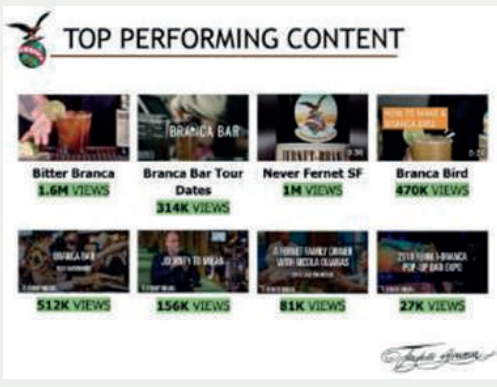 TOP PERFORMING CONTENT
BRANCA BAR
HOW TO MAKE A
BRANCA BIRD
Bitter Branca
1.6M VIEWS
Branca Bar Tour
Dates
314K VIEWS
Never Fernet SF
1M VIEWS
Branca Bird
470K VIEWS
BRANCA BAR
JOURNEY TO MILAN
A FERNET FAMILY DINNER
WITH NICOLA OLIANAS
2018 FERNET-BRANCA
POP-UP BAR EXPO
512K VIEWS
156K VIEWS
81K VIEWS
27K VIEWS